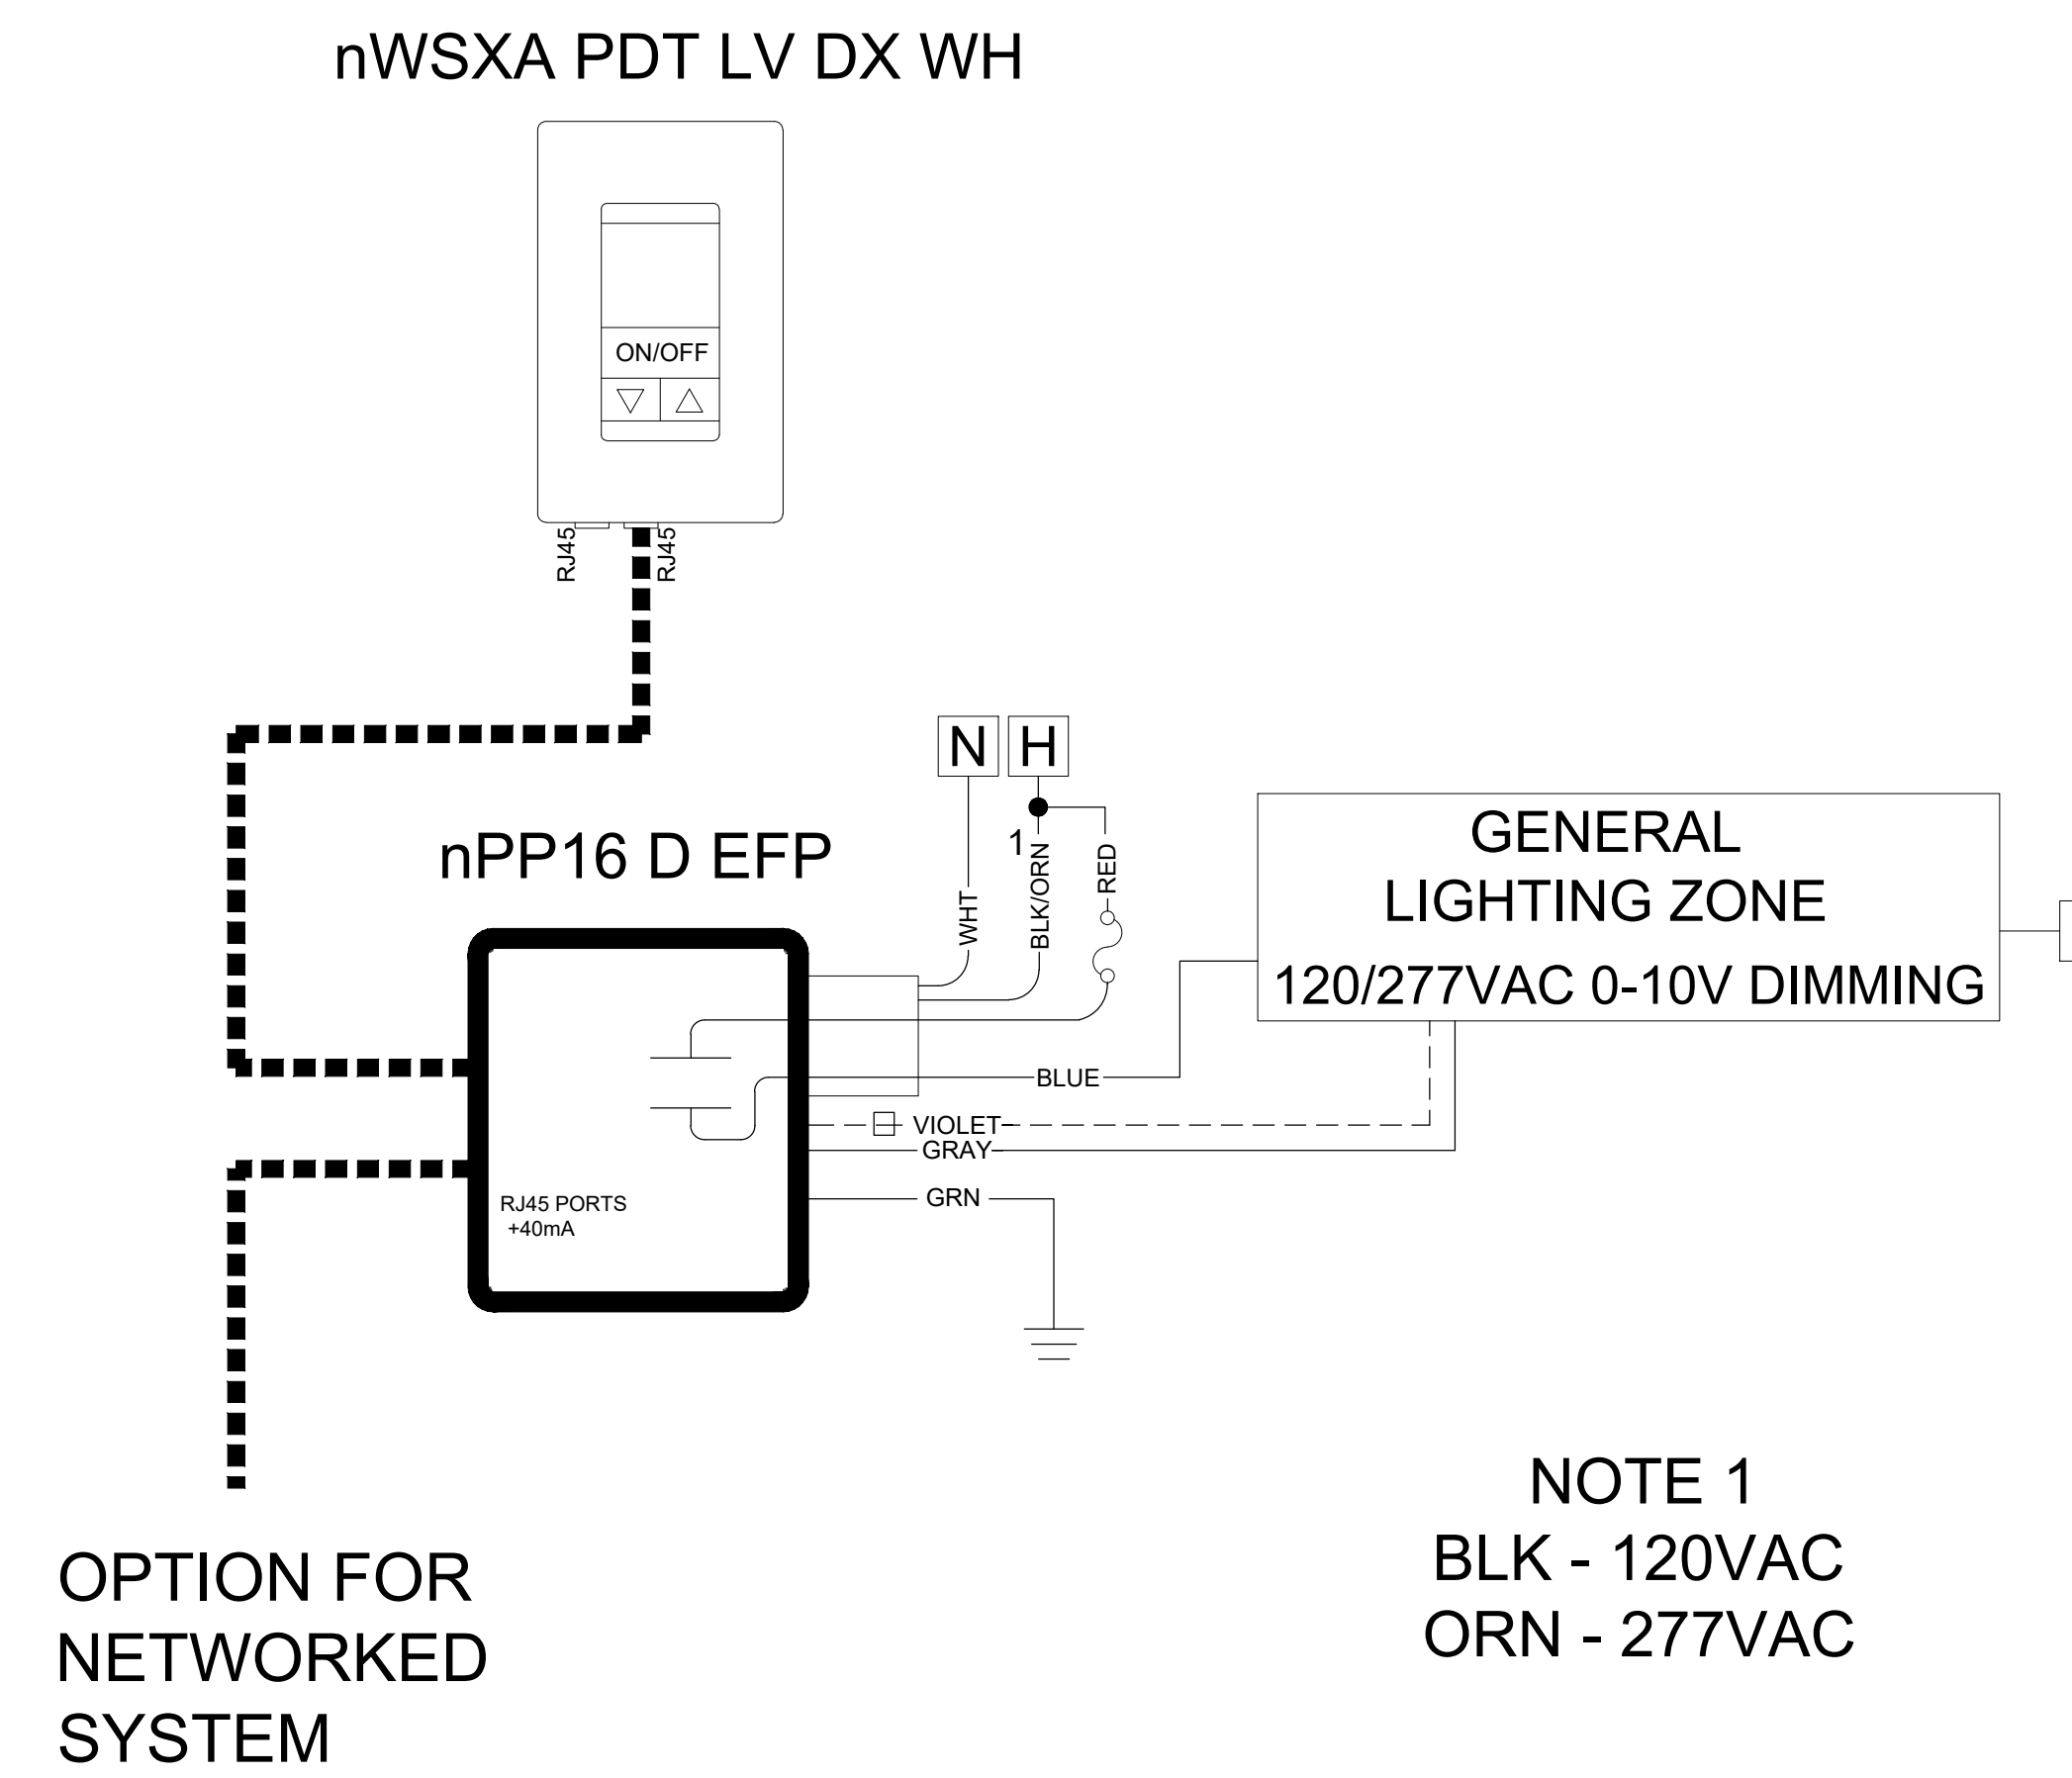 nWSXA PDT LV DX WH
ON/OFF
RJ45
RJ45
N
H
1
WHT
BLK/ORN
RED
nPP16 D EFP
GENERAL
LIGHTING ZONE
120/277VAC 0-10V DIMMING
BLUE
VIOLET
GRAY
GRN
RJ45 PORTS
+40mA
NOTE 1
BLK - 120VAC
ORN - 277VAC
OPTION FOR
NETWORKED
SYSTEM